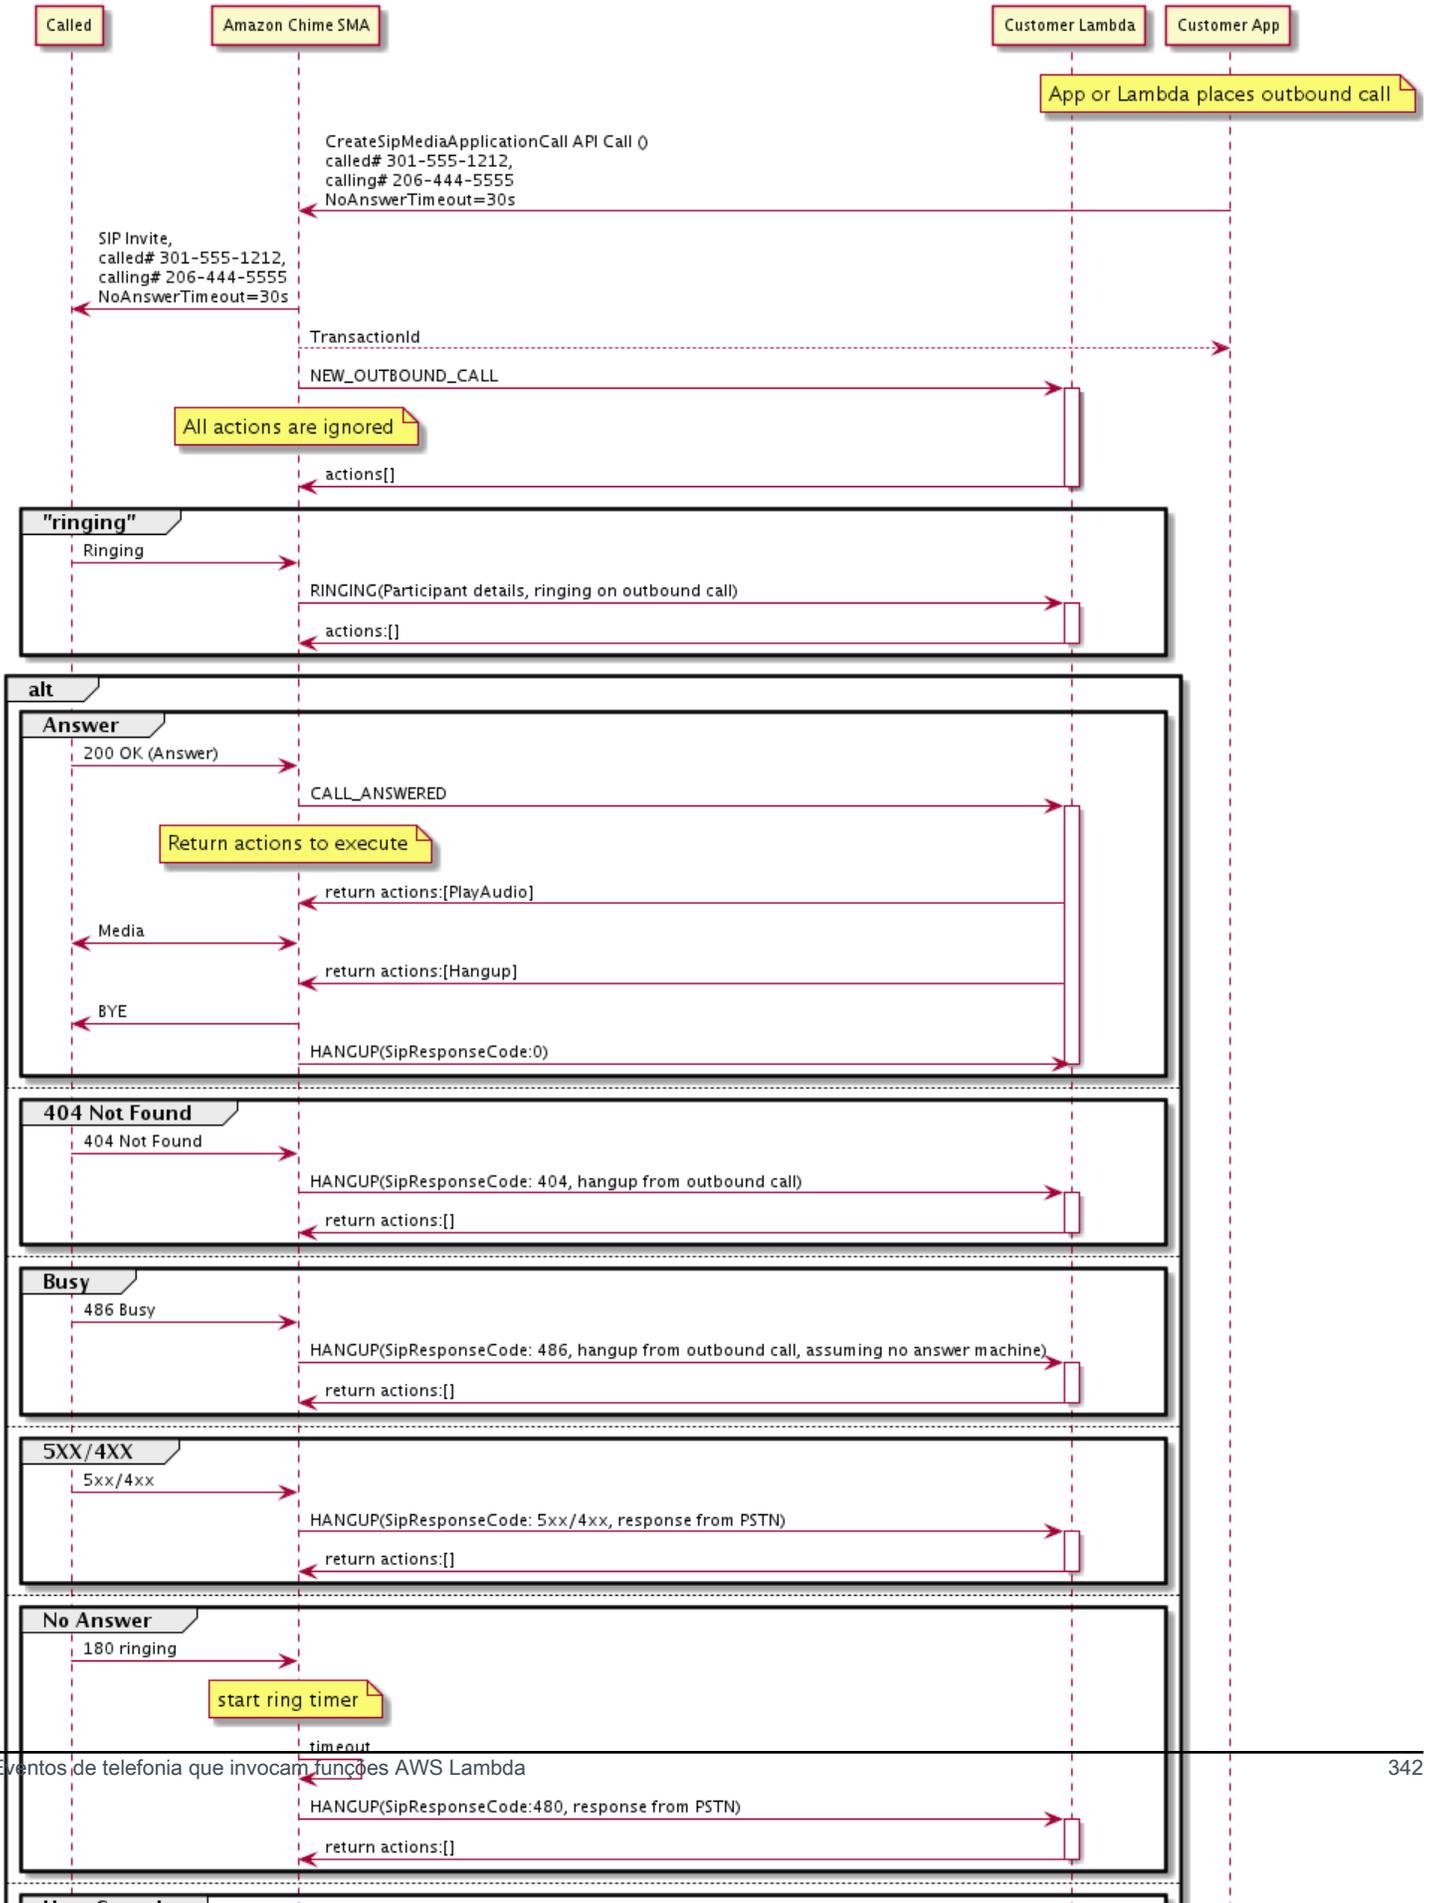 Called
Amazon Chime SMA
Customer Lambda
Customer App
App or Lambda places outbound call
CreateSipMediaApplicationCall API Call ()
called# 301-555-1212,
calling# 206-444-5555
NoAnswerTimeout=30s
SIP Invite,
called# 301-555-1212,
calling# 206-444-5555
NoAnswerTimeout=30s
TransactionId
NEW_OUTBOUND_CALL
All actions are ignored
actions[]
"ringing"
Ringing
RINGING(Participant details, ringing on outbound call)
actions:[]
alt
Answer
200 OK (Answer)
CALL_ANSWERED
Return actions to execute
return actions:[PlayAudio]
Media
return actions:[Hangup]
BYE
HANGUP(SipResponseCode:0)
404 Not Found
404 Not Found
HANGUP(SipResponseCode: 404, hangup from outbound call)
return actions:[]
Busy
486 Busy
HANGUP(SipResponseCode: 486, hangup from outbound call, assuming no answer machine)
return actions:[]
5XX/4XX
5xx/4xx
HANGUP(SipResponseCode: 5xx/4xx, response from PSTN)
return actions:[]
No Answer
180 ringing
start ring timer
timeout
Eventos de telefonia que invocam funções AWS Lambda
342
HANGUP(SipResponseCode:480, response from PSTN)
return actions:[]